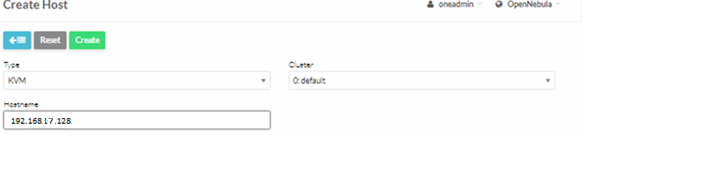 Create Host
oneadmin OpenNebula
Reset Create
Type Cluster
KVM 0: default
Hostname
192.168.17.128